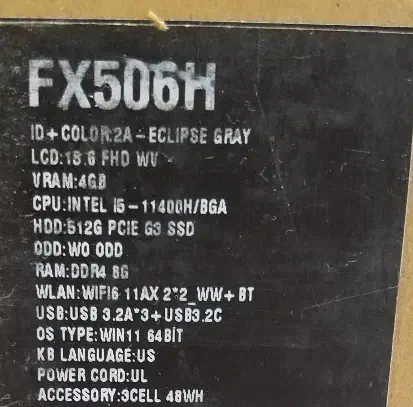 FX506H
ID+COLOR:2A-ECLIPSE GRAY
LCD:15.6 FHD WV
VRAM:4GB
CPU:INTEL I5-11400H/BGA
HDD:512G PCIE G3 SSD
ODD:WO ODD
RAM:DDR4 8G
WLAN:WIFI6 11AX 2*2_WW+BT
USB:USB 3.2A*3+USB3.2C
OS TYPE:WIN11 64BIT
KB LANGUAGE:US
POWER CORD:UL
ACCESSORY:3CELL 48WH